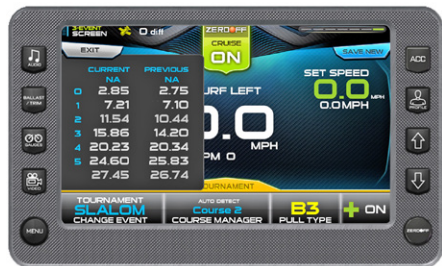 3-EVENT
SCREEN
0 diff
ZEROOFF
CRUISE
ON
EXIT
SAVE NEW
CURRENT PREVIOUS
NA NA
0 2.85 2.75
1 7.21 7.10
2 11.54 10.44
3 15.86 14.20
4 20.23 20.34
5 24.60 25.83
27.45 26.74
URF LEFT
0.0
MPH
PM 0
SET SPEED
0.0 MPH
0.0MPH
TOURNAMENT
TOURNAMENT
SLALOM
CHANGE EVENT
AUTO DETECT
Course 2
COURSE MANAGER
B3
PULL TYPE
+ ON
AUDIO
BALLAST
/ TRIM
GAUGES
VIDEO
MENU
ACC
PROFILE
ZEROOFF